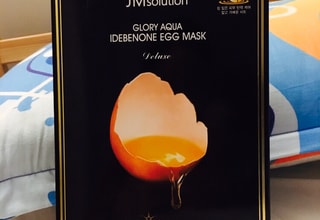 JMsolution
GLORY AQUA
IDEBENONE EGG MASK
Deluxe